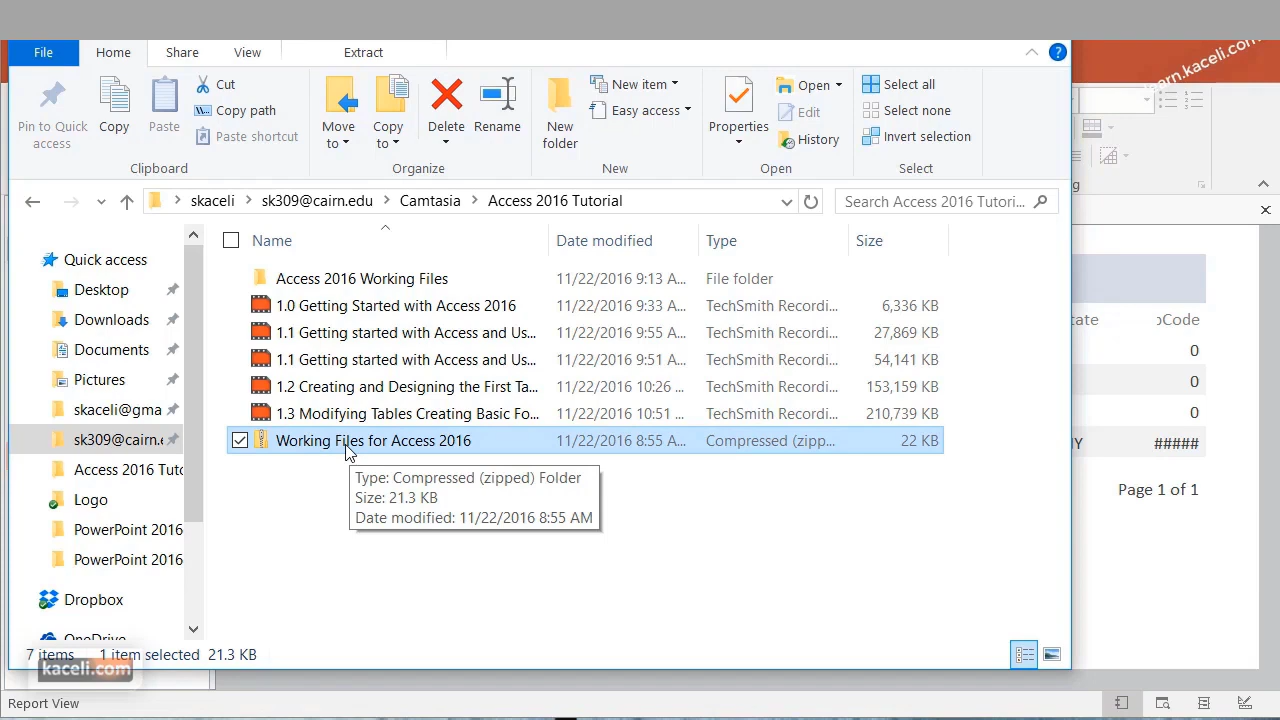 File Home Share View Extract
learn.kaceli.com
Pin to Quick access
Copy
Paste
Cut
Copy path
Paste shortcut
Clipboard
Move to
Copy to
Delete
Rename
Organize
New folder
New item
Easy access
New
Properties
Open
Edit
History
Open
Select all
Select none
Invert selection
Select
skaceli > sk309@cairn.edu > Camtasia > Access 2016 Tutorial
Search Access 2016 Tutori...
Name Date modified Type Size
Quick access
Desktop
Downloads
Documents
Pictures
skaceli@gma
sk309@cairn.e
Access 2016 Tuto
Logo
PowerPoint 2016
PowerPoint 2016
Dropbox
OneDrive
Access 2016 Working Files 11/22/2016 9:13 A... File folder
1.0 Getting Started with Access 2016 11/22/2016 9:33 A... TechSmith Recordi... 6,336 KB
1.1 Getting started with Access and Us... 11/22/2016 9:55 A... TechSmith Recordi... 27,869 KB
1.1 Getting started with Access and Us... 11/22/2016 9:51 A... TechSmith Recordi... 54,141 KB
1.2 Creating and Designing the First Ta... 11/22/2016 10:26 ... TechSmith Recordi... 153,159 KB
1.3 Modifying Tables Creating Basic Fo... 11/22/2016 10:51 ... TechSmith Recordi... 210,739 KB
Working Files for Access 2016 11/22/2016 8:55 A... Compressed (zipp... 22 KB
Type: Compressed (zipped) Folder
Size: 21.3 KB
Date modified: 11/22/2016 8:55 AM
tate pCode
0
0
0
#####
Page 1 of 1
7 items 1 item selected 21.3 KB
kaceli.com
Report View